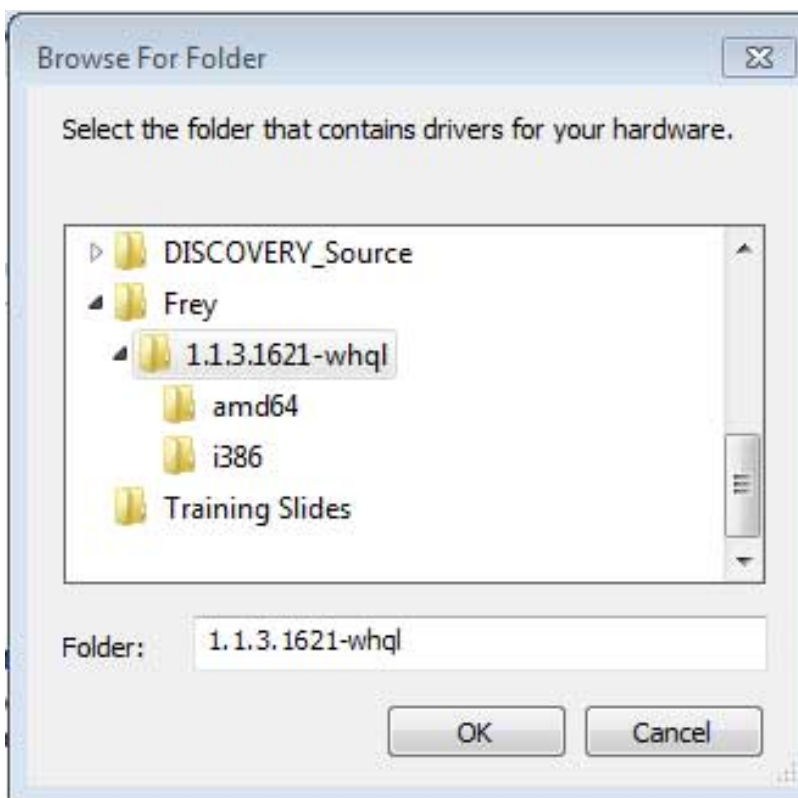 Browse For Folder
Select the folder that contains drivers for your hardware.
DISCOVERY_Source
Frey
1.1.3.1621-whql
amd64
i386
Training Slides
Folder: 1.1.3.1621-whql
OK Cancel